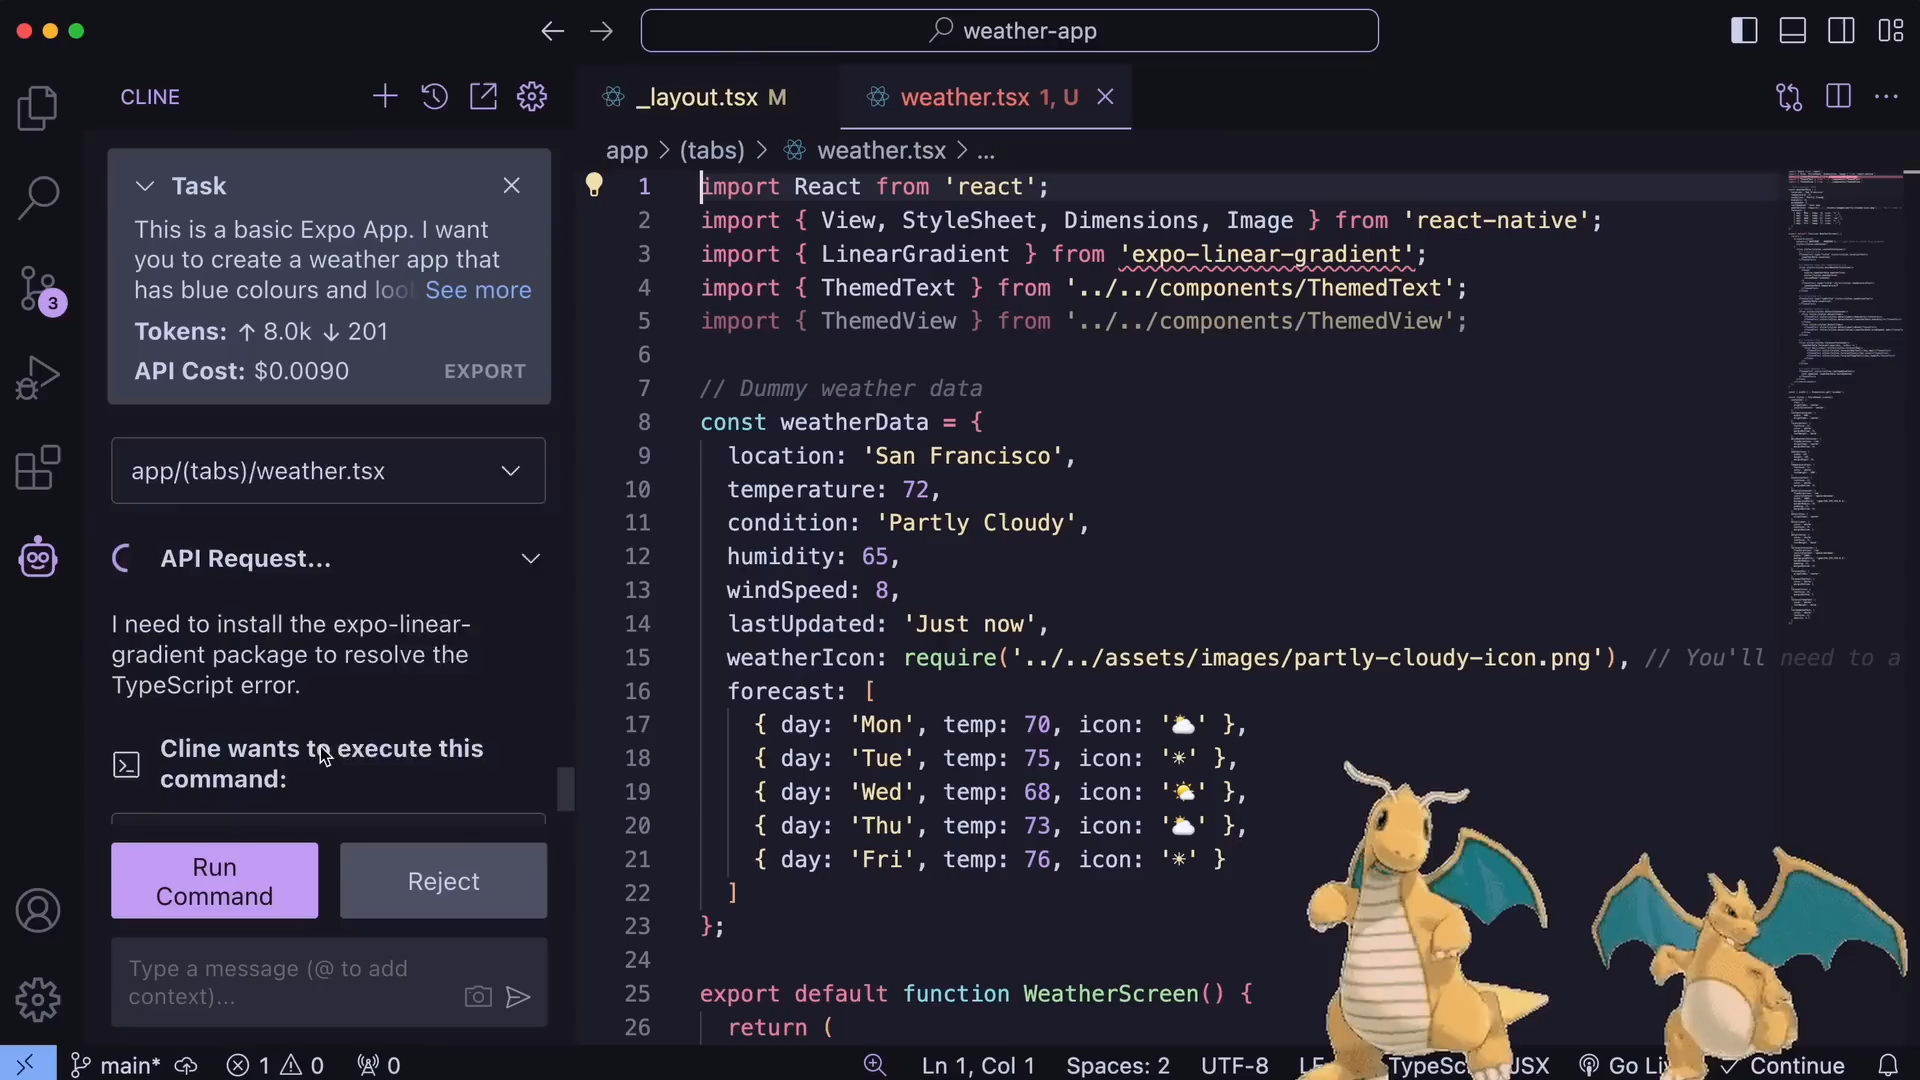 weather-app
CLINE
_layout.tsx M
weather.tsx 1, U
app > (tabs) > weather.tsx > ...
Task
This is a basic Expo App. I want
you to create a weather app that
has blue colours and See more
Tokens: ↑ 8.0k ↓ 201
API Cost: $0.0090
EXPORT
app/(tabs)/weather.tsx
API Request...
I need to install the expo-linear-
gradient package to resolve the
TypeScript error.
Cline wants to execute this
command:
Run
Command
Reject
Type a message (@ to add
context)...
3
1 import React from 'react';
2 import { View, StyleSheet, Dimensions, Image } from 'react-native';
3 import { LinearGradient } from 'expo-linear-gradient';
4 import { ThemedText } from '../../components/ThemedText';
5 import { ThemedView } from '../../components/ThemedView';
6
7 // Dummy weather data
8 const weatherData = {
9 location: 'San Francisco',
10 temperature: 72,
11 condition: 'Partly Cloudy',
12 humidity: 65,
13 windSpeed: 8,
14 lastUpdated: 'Just now',
15 weatherIcon: require('../../assets/images/partly-cloudy-icon.png'), // You'll need to a
16 forecast: [
17 { day: 'Mon', temp: 70, icon: '🌥️' },
18 { day: 'Tue', temp: 75, icon: '☀' },
19 { day: 'Wed', temp: 68, icon: '🌤️' },
20 { day: 'Thu', temp: 73, icon: '🌥️' },
21 { day: 'Fri', temp: 76, icon: '☀' }
22 ]
23 };
24
25 export default function WeatherScreen() {
26 return (
main* 1 0 0
Ln 1, Col 1 Spaces: 2 UTF-8 Go Continue